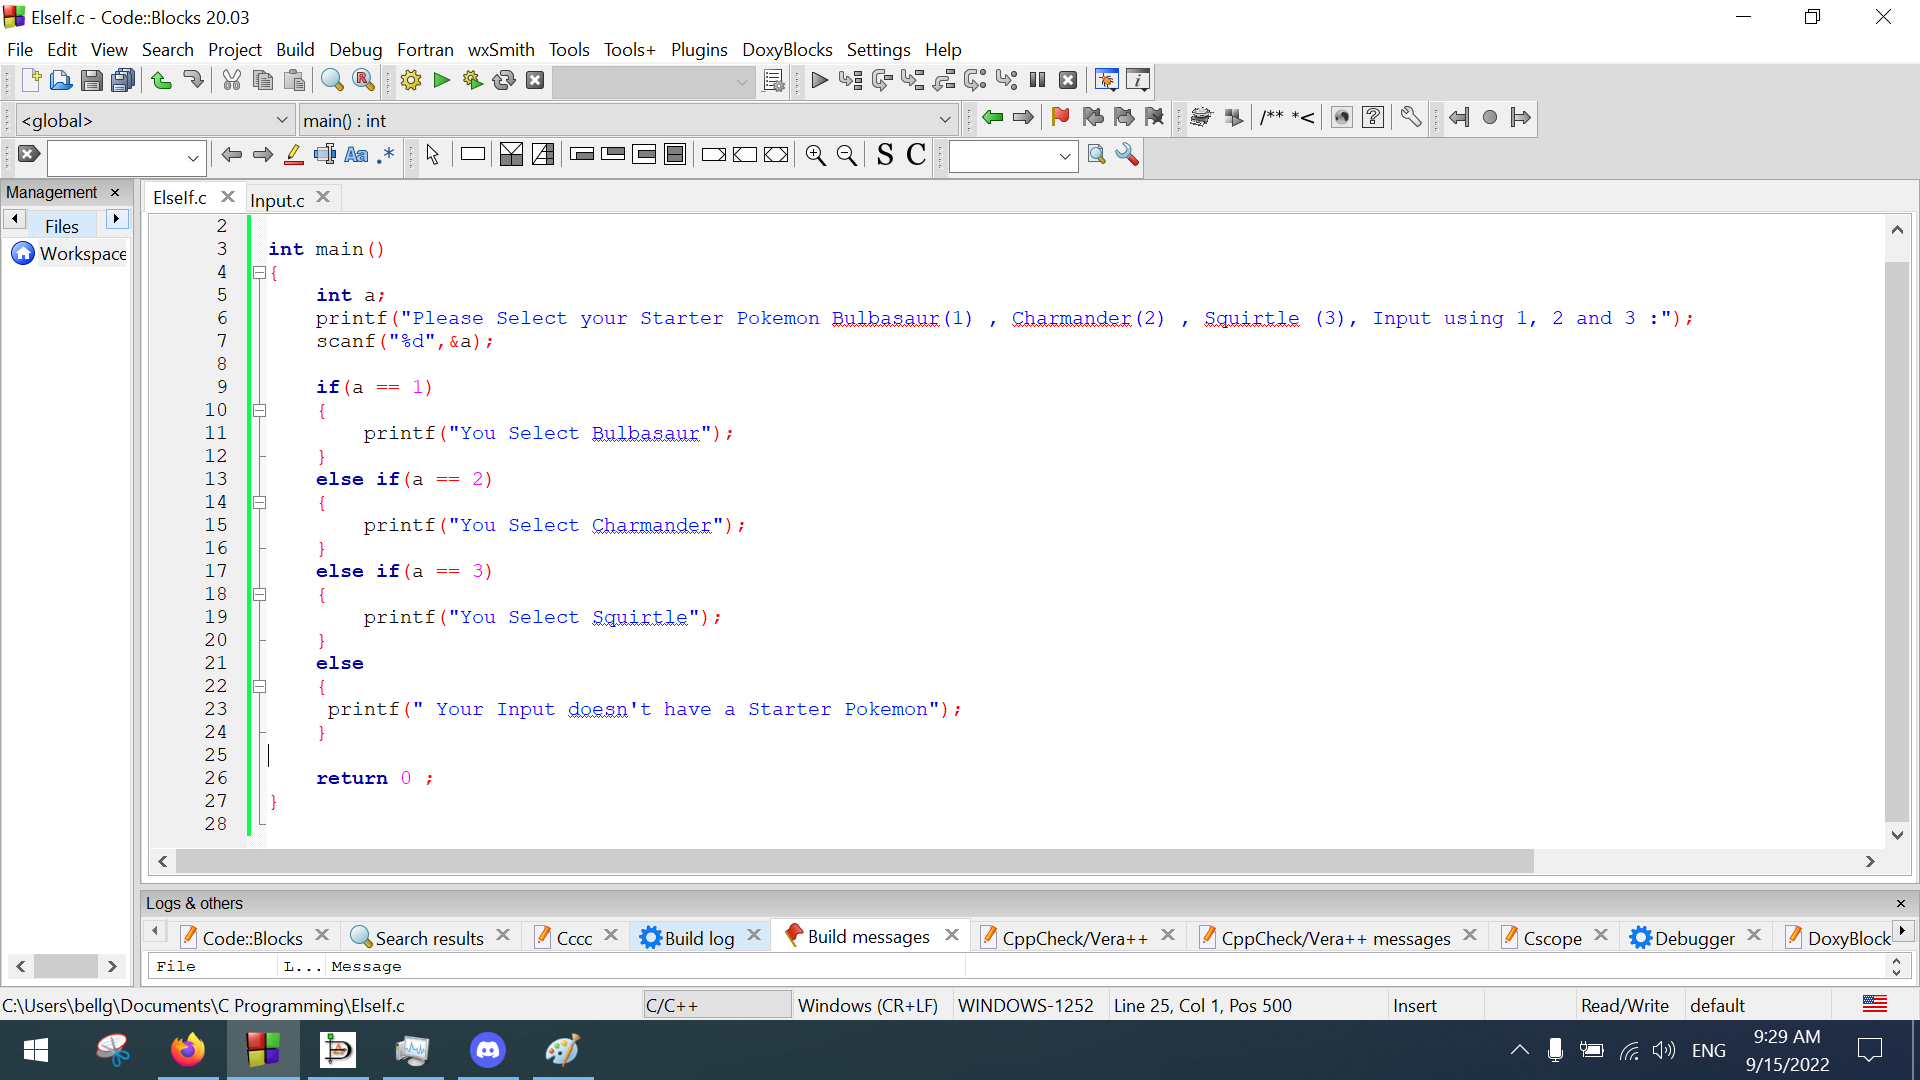 ElseIf.c - Code::Blocks 20.03
File Edit View Search Project Build Debug Fortran wxSmith Tools Tools+ Plugins DoxyBlocks Settings Help
<global> main() : int /** *<
Aa .* S C
Management
Files
Workspace
ElseIf.c Input.c
2
3 int main()
4 {
5 int a;
6 printf("Please Select your Starter Pokemon Bulbasaur(1) , Charmander(2) , Squirtle (3), Input using 1, 2 and 3 :");
7 scanf("%d",&a);
8
9 if(a == 1)
10 {
11 printf("You Select Bulbasaur");
12 }
13 else if(a == 2)
14 {
15 printf("You Select Charmander");
16 }
17 else if(a == 3)
18 {
19 printf("You Select Squirtle");
20 }
21 else
22 {
23 printf(" Your Input doesn't have a Starter Pokemon");
24 }
25
26 return 0 ;
27 }
28
Logs & others
Code::Blocks Search results Cccc Build log Build messages CppCheck/Vera++ CppCheck/Vera++ messages Cscope Debugger DoxyBlock
File L... Message
C:\Users\bellg\Documents\C Programming\ElseIf.c C/C++ Windows (CR+LF) WINDOWS-1252 Line 25, Col 1, Pos 500 Insert Read/Write default
ENG 9:29 AM
9/15/2022